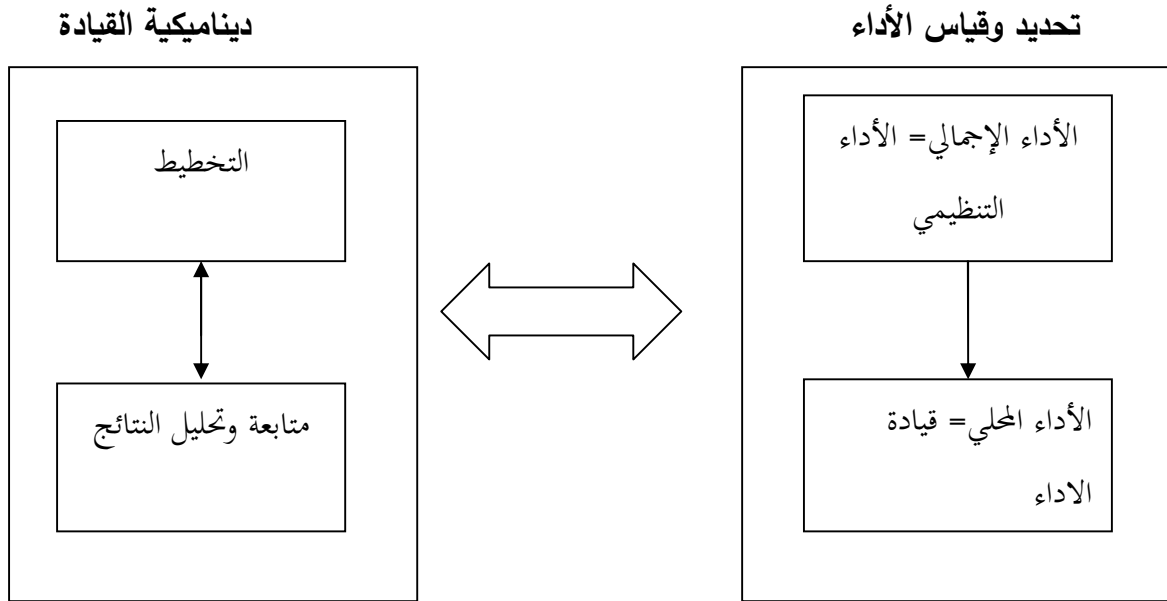 تحديد وقياس الأداء
ديناميكية القيادة
الأداء الإجمالي= الأداء
التنظيمي
الأداء المحلي= قيادة
الاداء
التخطيط
متابعة وتحليل النتائج